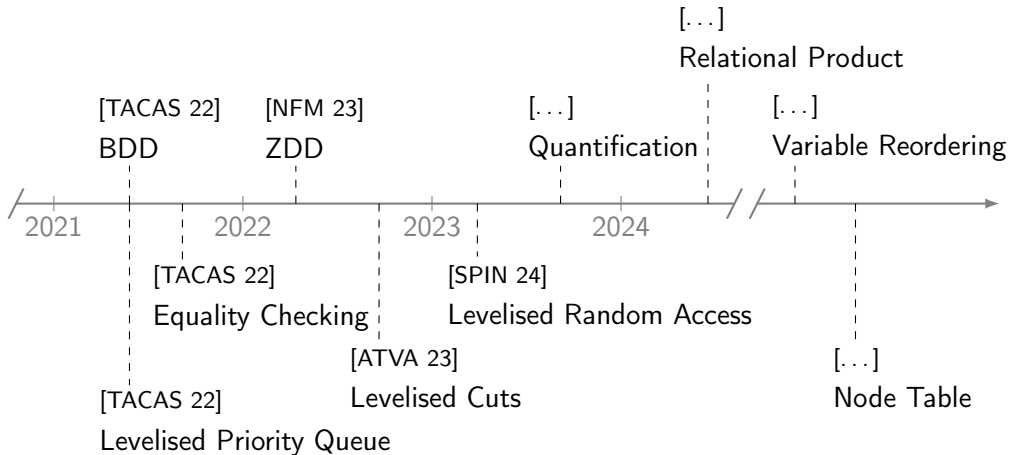 [...]
Relational Product
[TACAS 22]
BDD
[NFM 23]
ZDD
[...]
Quantification
[...]
Variable Reordering
2021
2022
2023
2024
[TACAS 22]
Equality Checking
[SPIN 24]
Levelised Random Access
[ATVA 23]
Levelised Cuts
[...]
Node Table
[TACAS 22]
Levelised Priority Queue